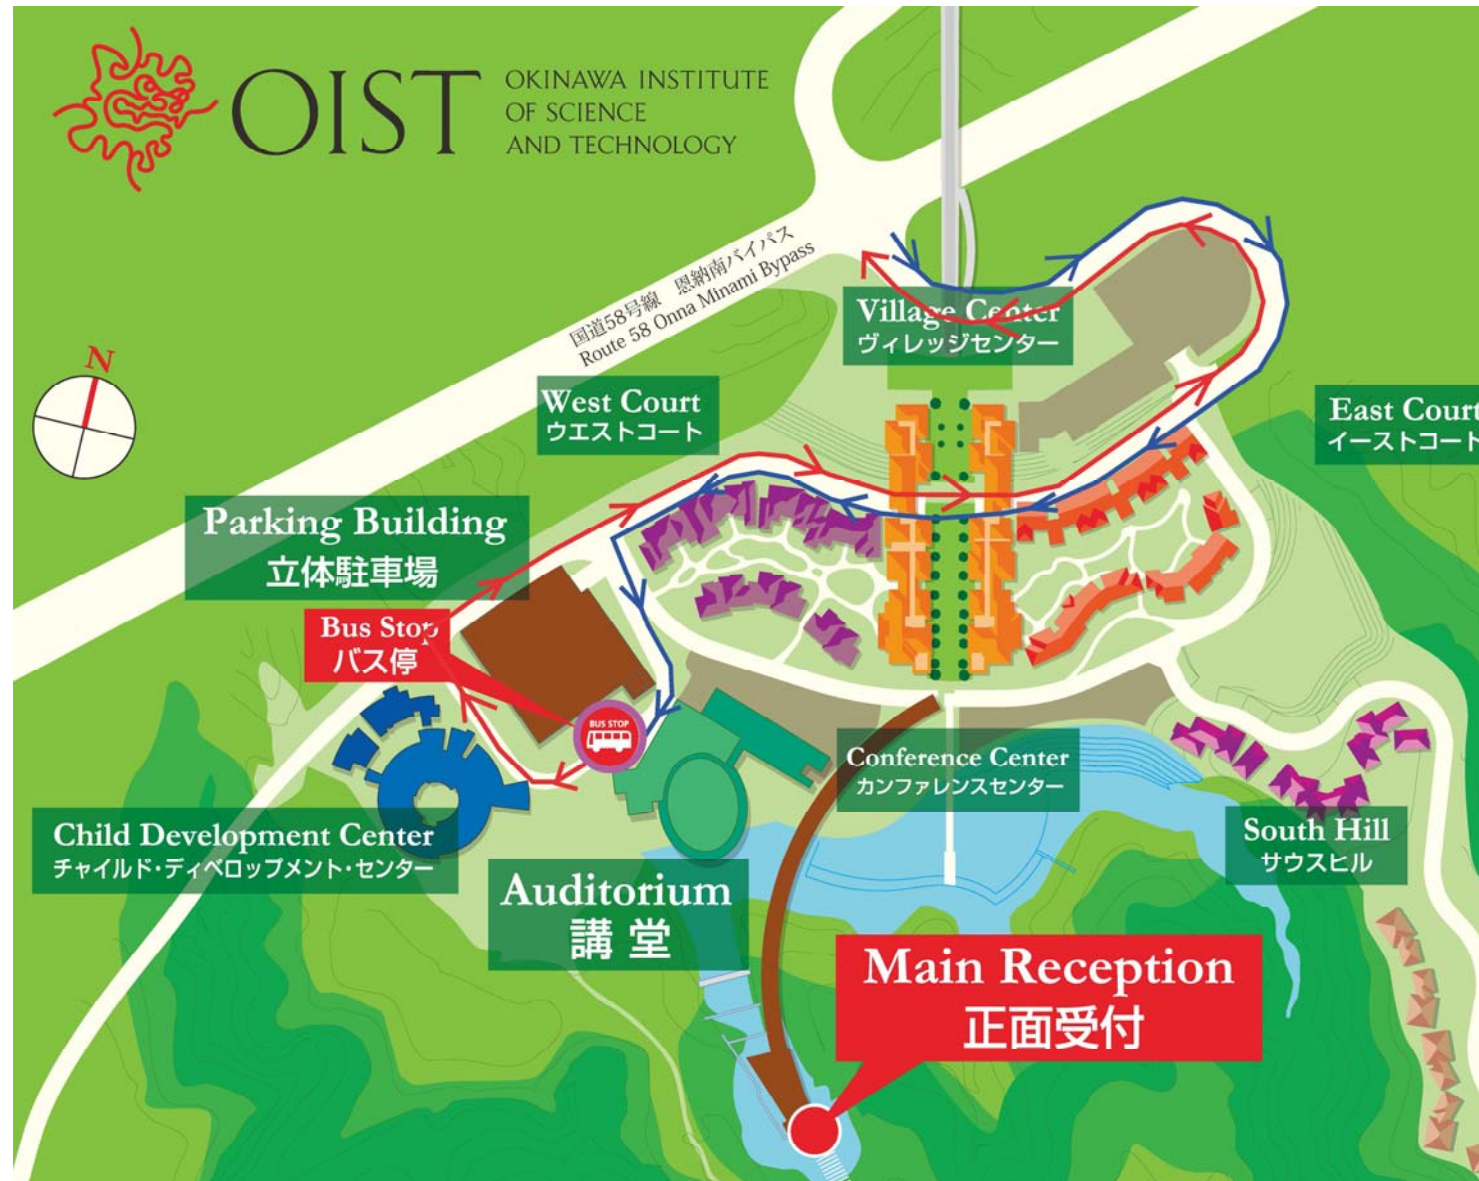 OIST
OKINAWA INSTITUTE
OF SCIENCE
AND TECHNOLOGY
国道58号線 恩納南バイパス
Route 58 Onna Minami Bypass
N
Village Center
ヴィレッジセンター
West Court
ウエストコート
East Court
イーストコート
Parking Building
立体駐車場
Bus Stop
バス停
BUS STOP
Conference Center
カンファレンスセンター
Child Development Center
チャイルド・ディベロップメント・センター
South Hill
サウスヒル
Auditorium
講堂
Main Reception
正面受付